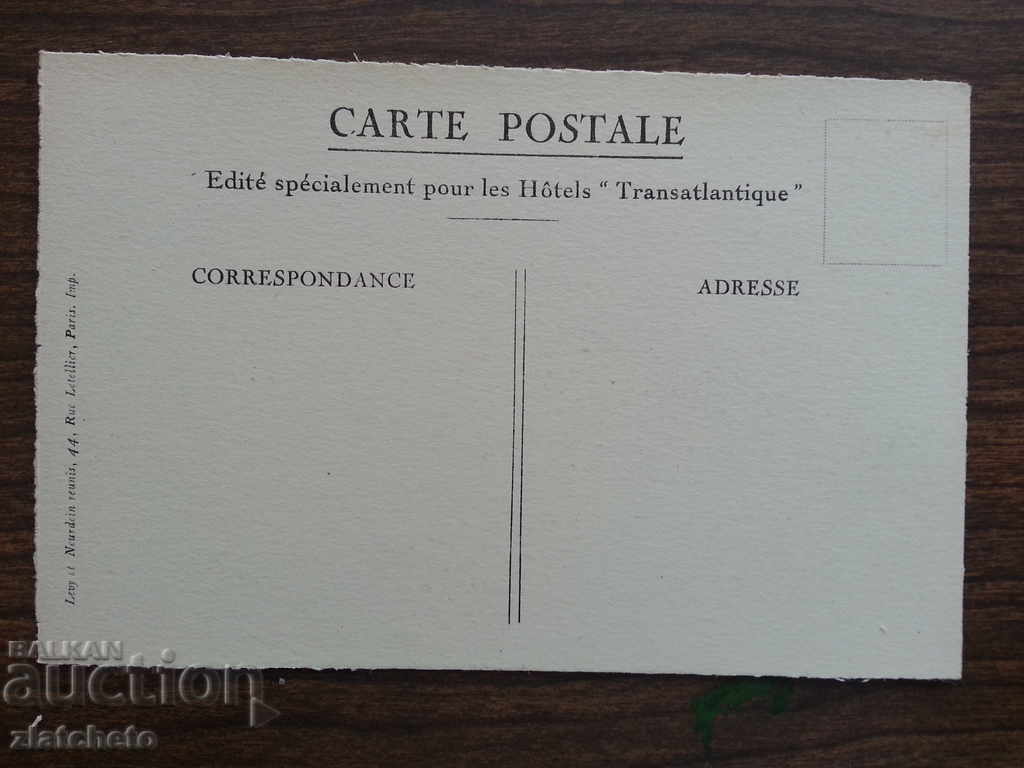 CARTE POSTALE
Edité spécialement pour les Hôtels “ Transatlantique ”
CORRESPONDANCE
ADRESSE
Levy et Neurdein reunis, 44, Rue Letellier, Paris. Imp.
BALKAN
auction
zlatcheto